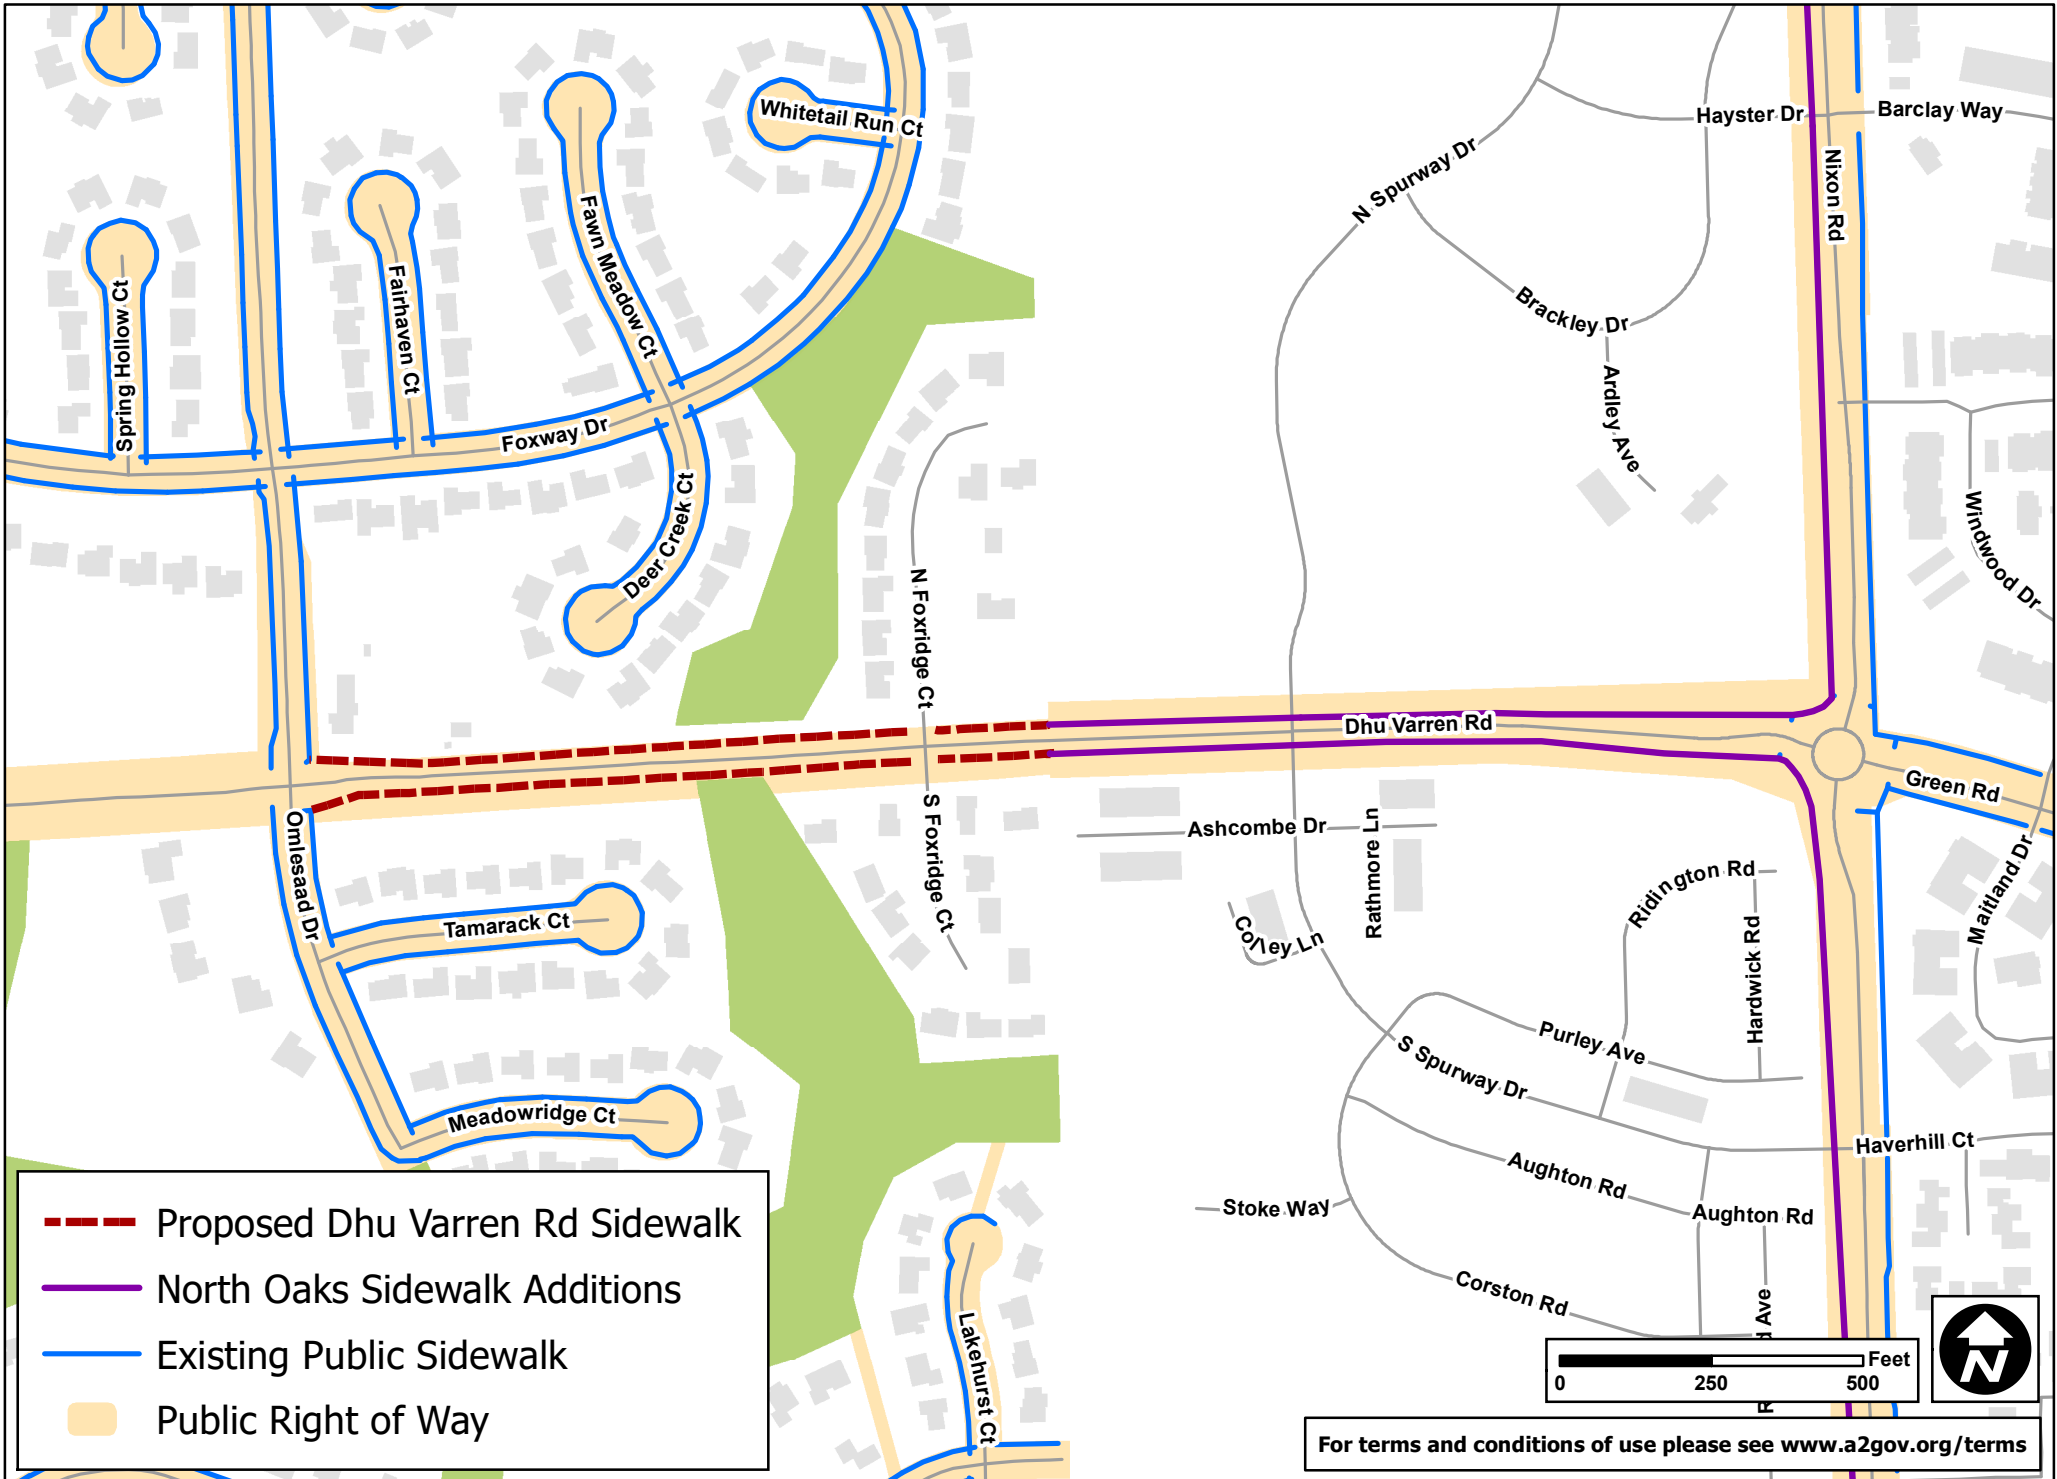 Whitetail Run Ct
Hayster Dr
Barclay Way
N Spurway Dr
Nixon Rd
Fawn Meadow Ct
Fairhaven Ct
Spring Hollow Ct
Brackley Dr
Ardley Ave
Foxway Dr
Deer Creek Ct
Windwood Dr
N Foxridge Ct
Dhu Varren Rd
Green Rd
S Foxridge Ct
Omlesaad Dr
Ashcombe Dr
Rathmore Ln
Maitland Dr
Ridington Rd
Tamarack Ct
Colley Ln
Hardwick Rd
Purley Ave
S Spurway Dr
Meadowridge Ct
Haverhill Ct
Aughton Rd
Stoke Way
Aughton Rd
Corston Rd
Lakehurst Ct
Proposed Dhu Varren Rd Sidewalk
North Oaks Sidewalk Additions
Existing Public Sidewalk
Public Right of Way
Ave
Feet
0 250 500
N
For terms and conditions of use please see www.a2gov.org/terms